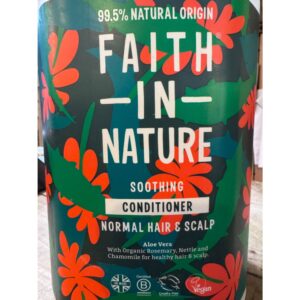 99.5% NATURAL ORIGIN
FAITH
—IN—
NATURE
SOOTHING
CONDITIONER
NORMAL HAIR & SCALP
Aloe Vera
With Organic Rosemary, Nettle and
Chamomile for healthy hair & scalp.
Vegan